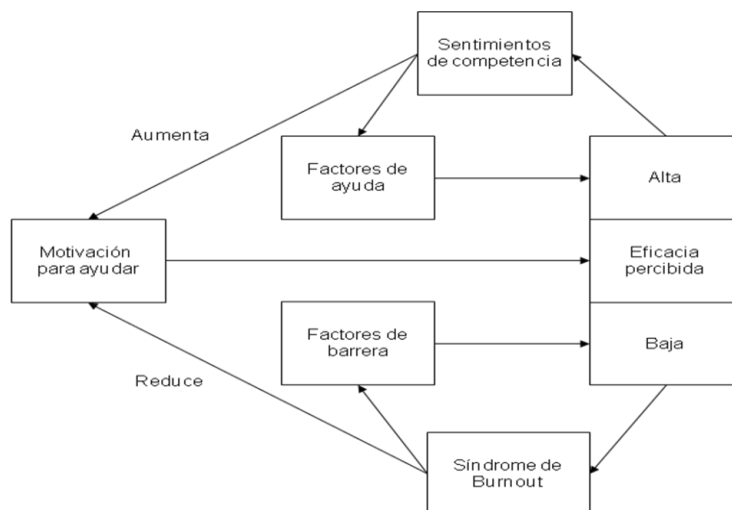 Sentimientos
de competencia
Aumenta
Factores de
ayuda
Alta
Motivación
para ayudar
Eficacia
percibida
Factores de
barrera
Baja
Reduce
Síndrome de
Burnout